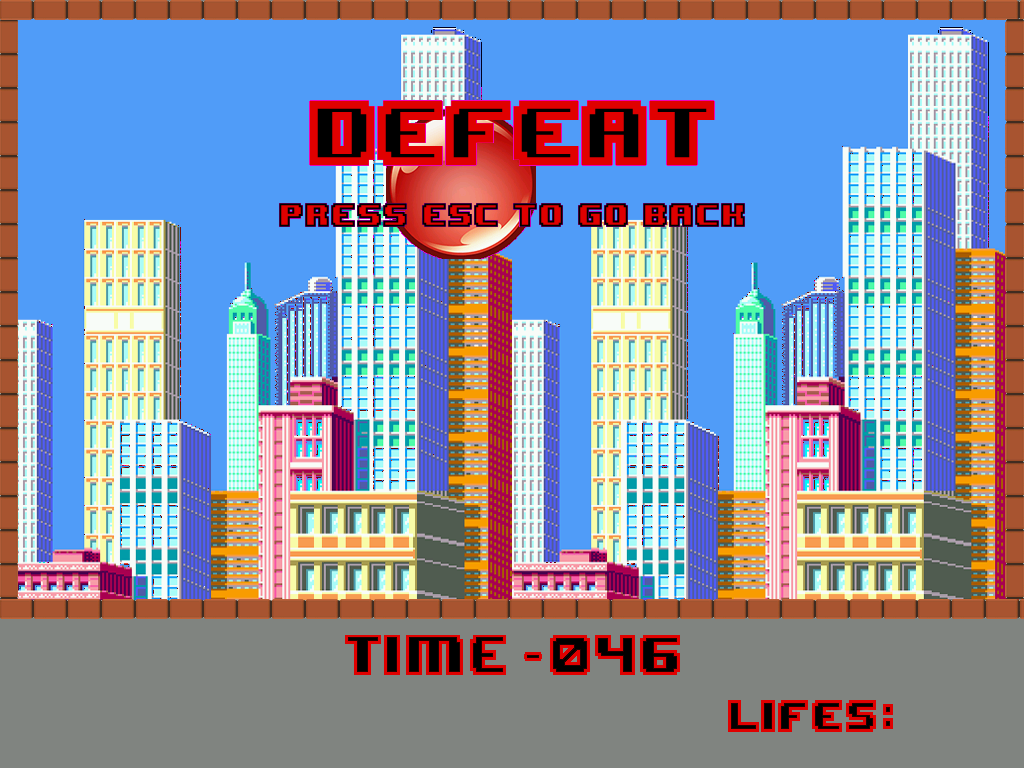 DEFEAT
PRESS ESC TO GO BACK
TIME -046
LIFES: